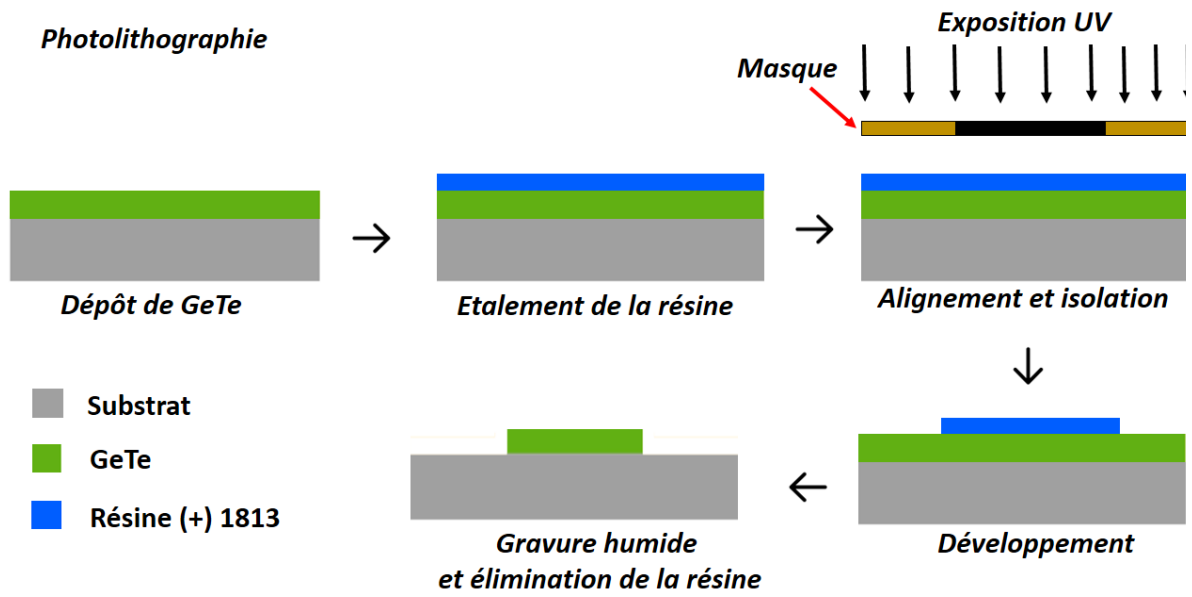 Photolithographie
Exposition UV
Masque
Dépôt de GeTe
Etalement de la résine
Alignement et isolation
Substrat
GeTe
Résine (+) 1813
Gravure humide
et élimination de la résine
Développement